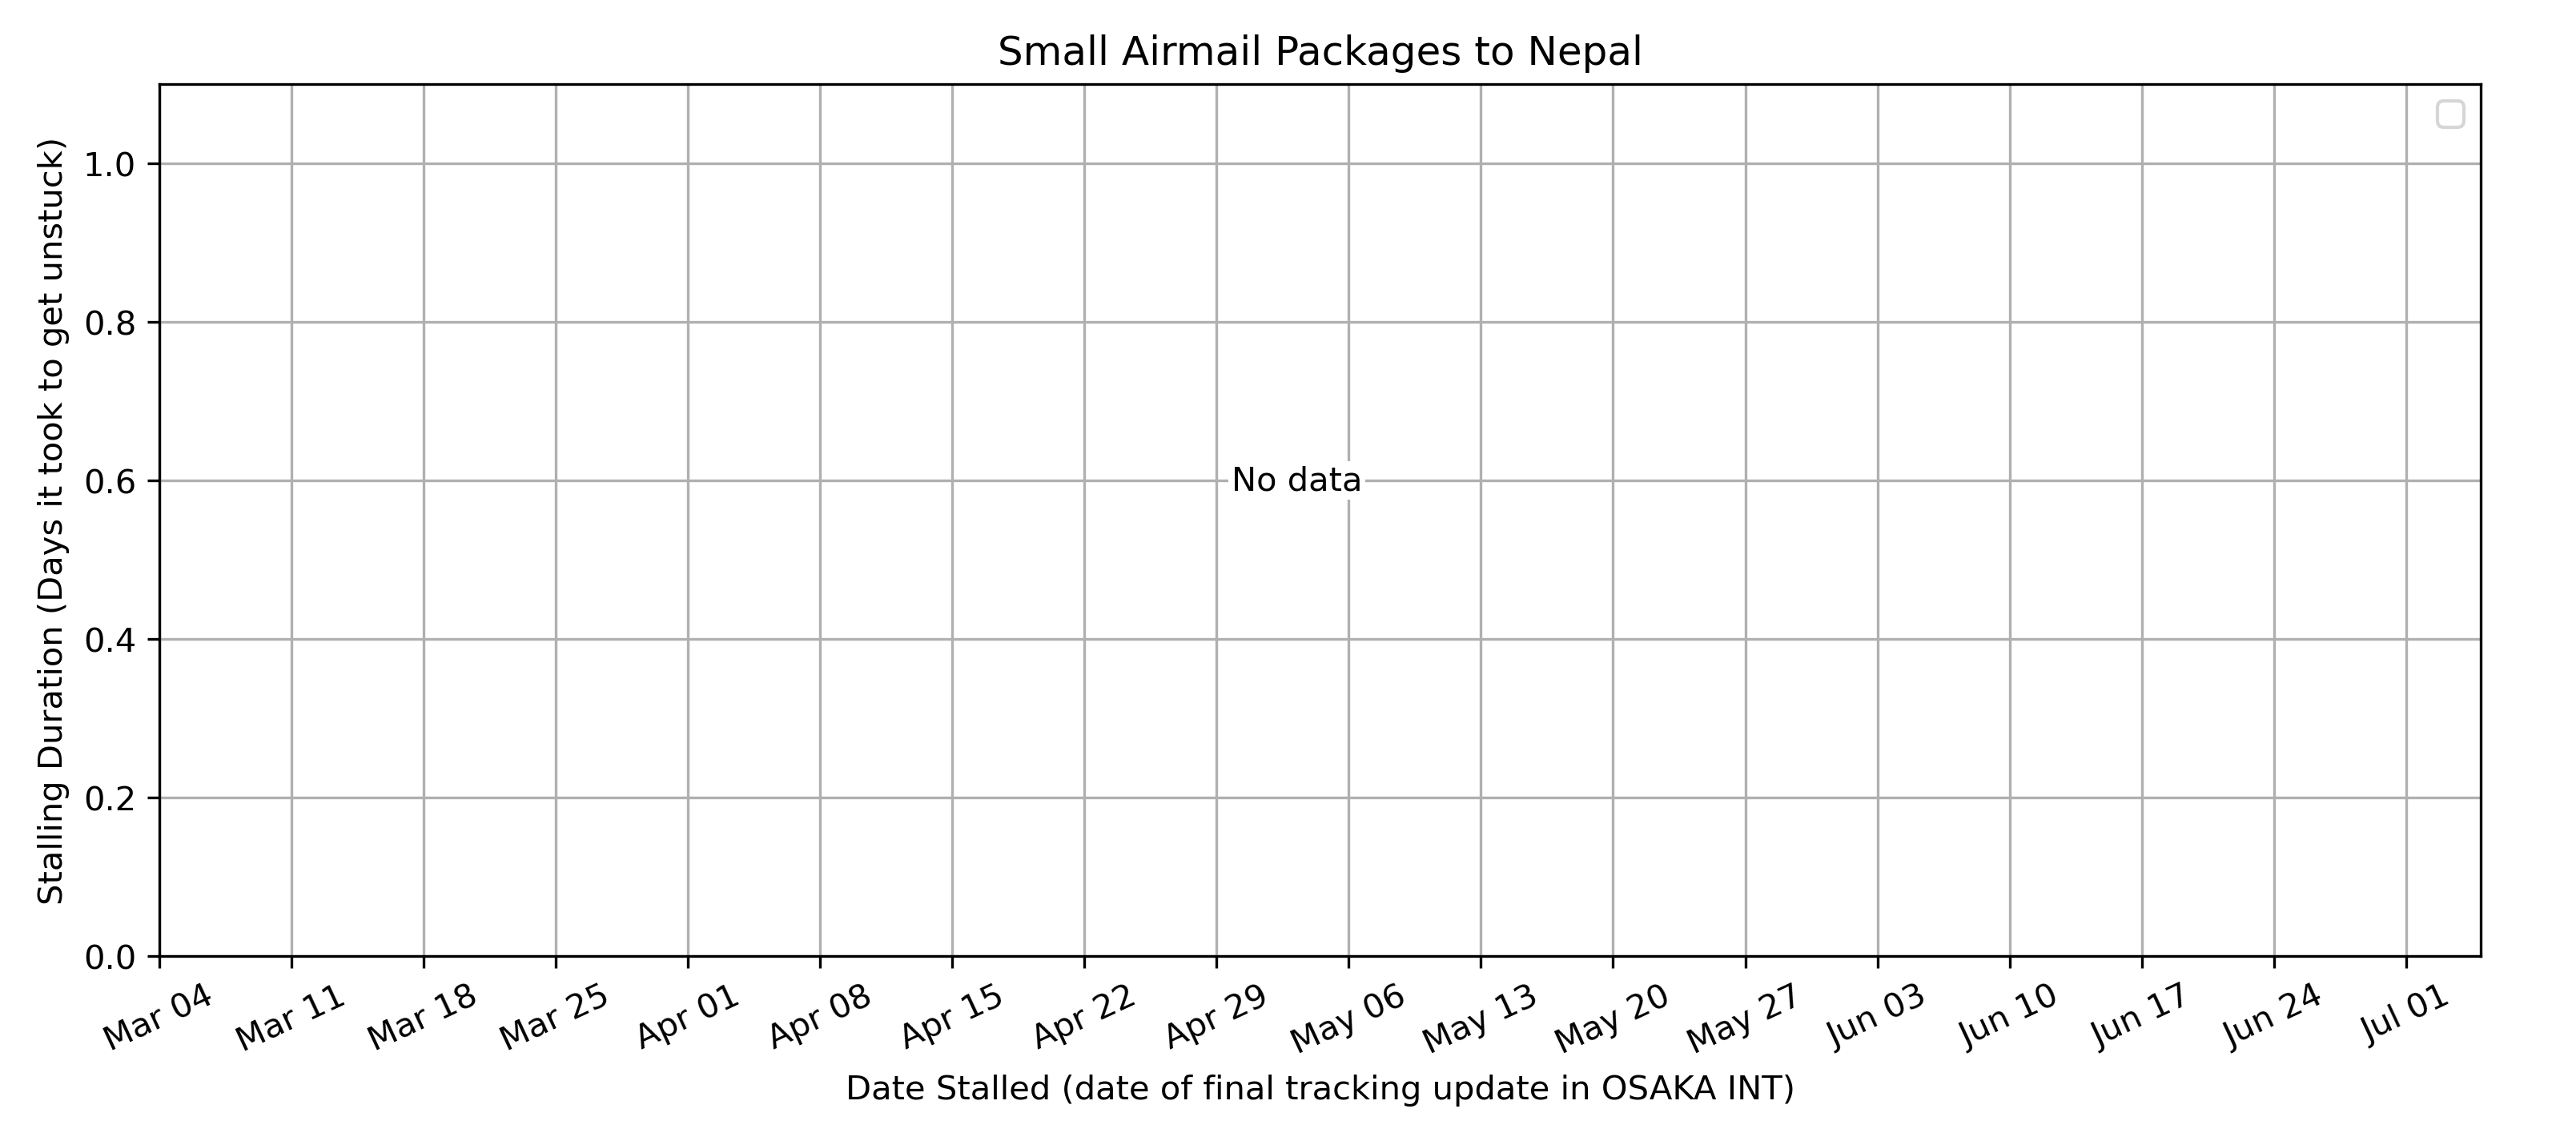 Small Airmail Packages to Nepal
Stalling Duration (Days it took to get unstuck)
1.0
0.8
0.6
0.4
0.2
0.0
No data
Mar 04
Mar 11
Mar 18
Mar 25
Apr 01
Apr 08
Apr 15
Apr 22
Apr 29
May 06
May 13
May 20
May 27
Jun 03
Jun 10
Jun 17
Jun 24
Jul 01
Date Stalled (date of final tracking update in OSAKA INT)